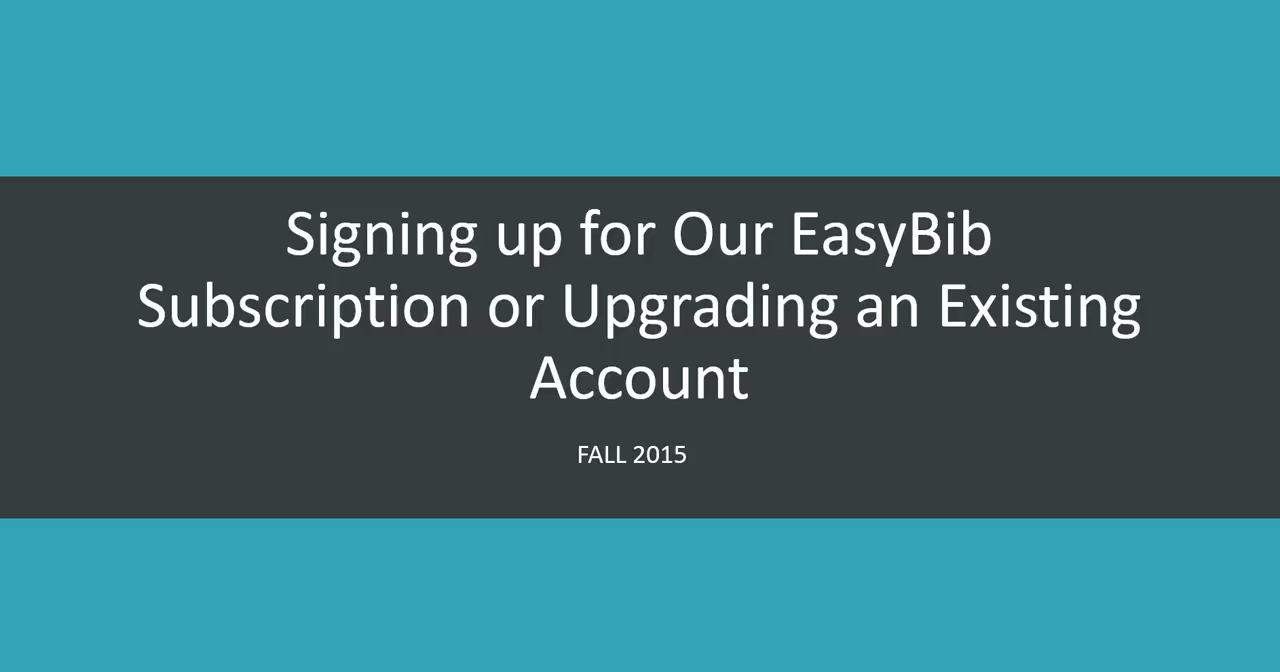 Signing up for Our EasyBib
Subscription or Upgrading an Existing
Account
FALL 2015